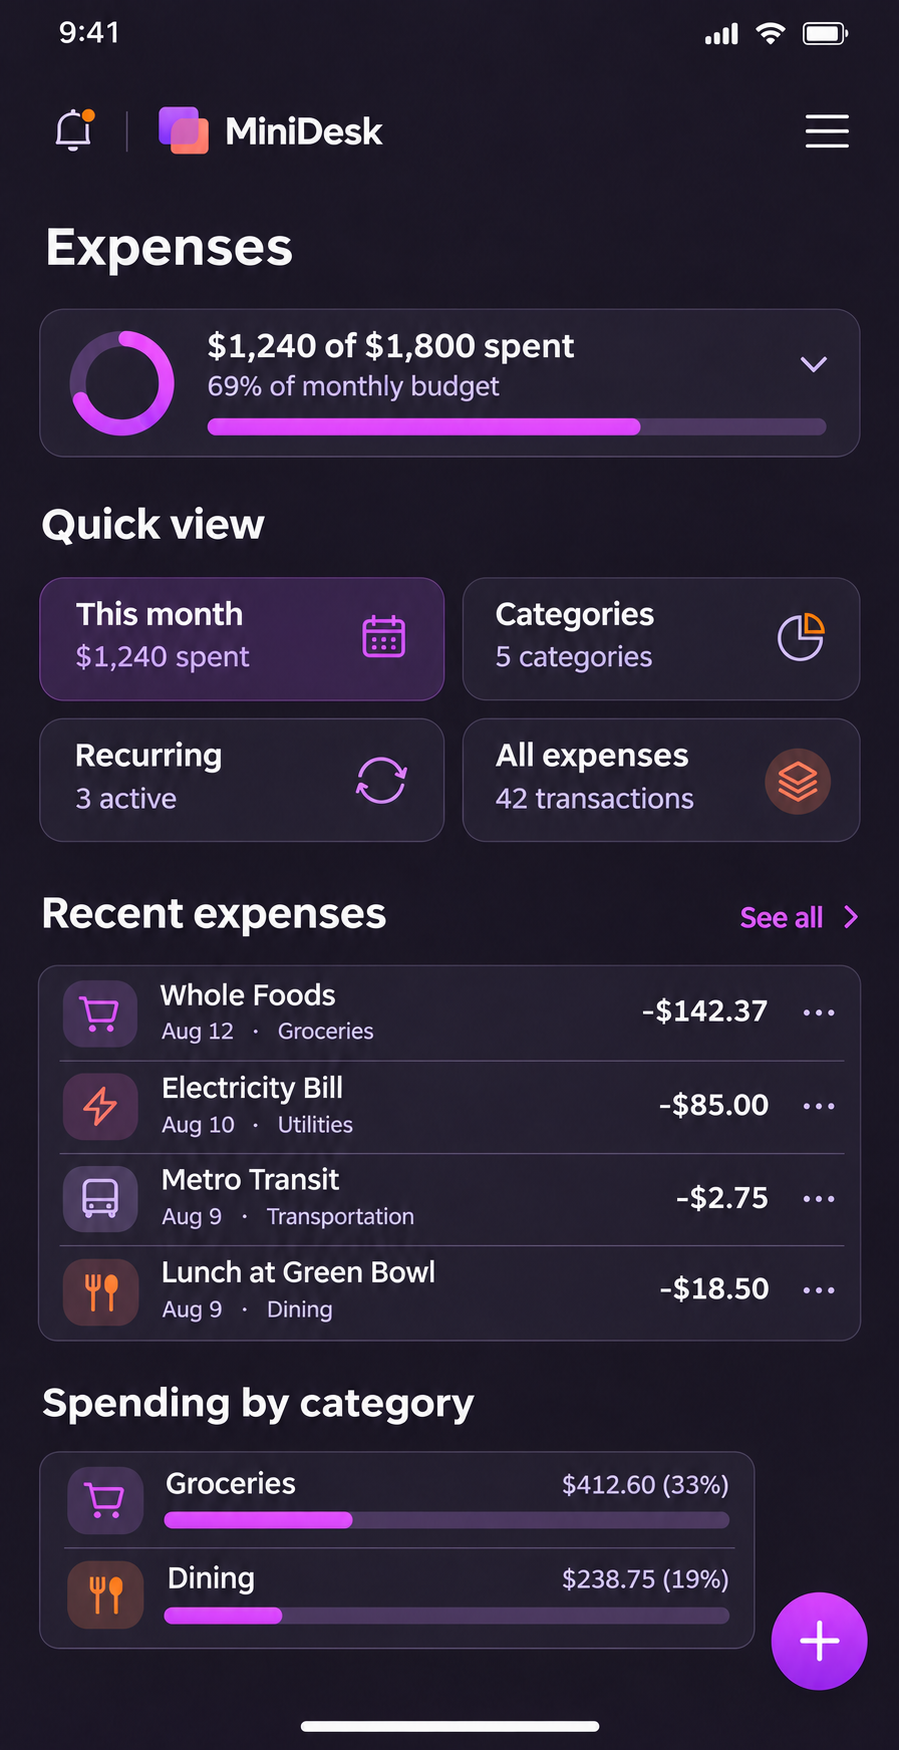 9:41
MiniDesk
Expenses
$1,240 of $1,800 spent
69% of monthly budget
Quick view
This month
$1,240 spent
Categories
5 categories
Recurring
3 active
All expenses
42 transactions
Recent expenses
See all
Whole Foods
Aug 12 · Groceries
-$142.37
Electricity Bill
Aug 10 · Utilities
-$85.00
Metro Transit
Aug 9 · Transportation
-$2.75
Lunch at Green Bowl
Aug 9 · Dining
-$18.50
Spending by category
Groceries
$412.60 (33%)
Dining
$238.75 (19%)